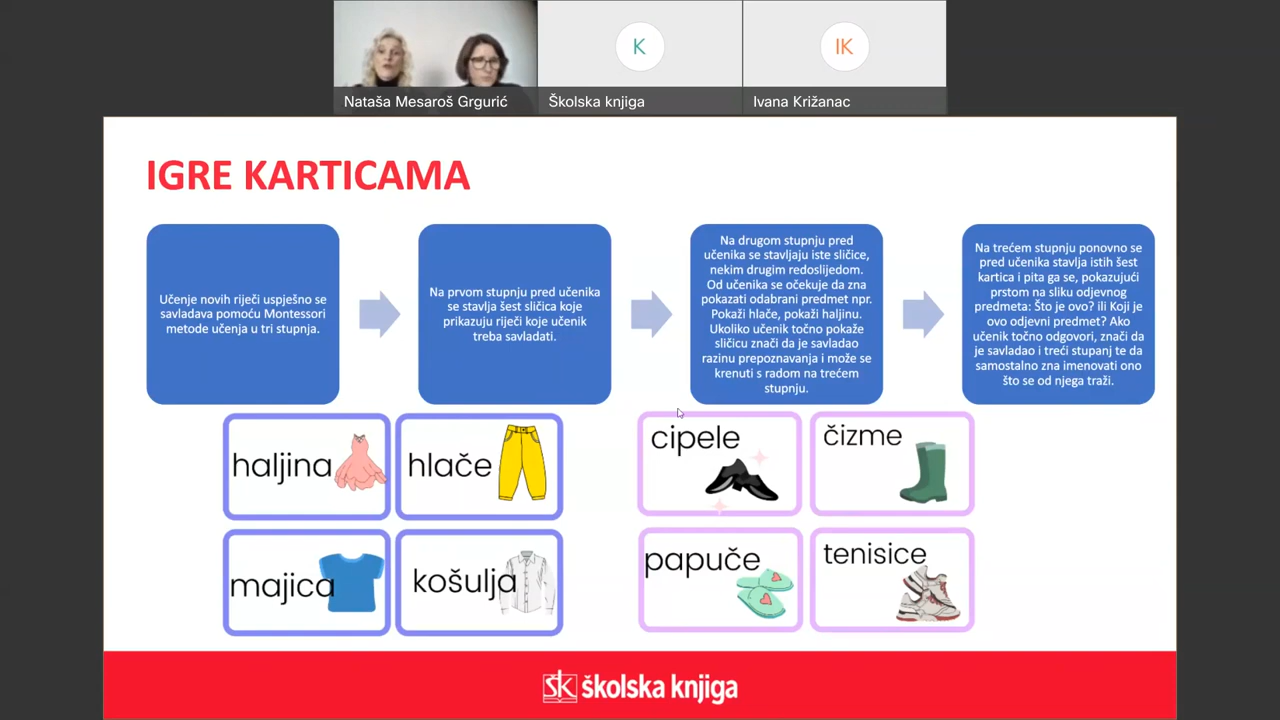 K
IK
Nataša Mesaroš Grgurić
Školska knjiga
Ivana Križanac
IGRE KARTICAMA
Učenje novih riječi uspješno se
savladava pomoću Montessori
metode učenja u tri stupnja.
Na prvom stupnju pred učenika
se stavlja šest sličica koje
prikazuju riječi koje učenik
treba savladati.
Na drugom stupnju pred
učenika se stavljaju iste sličice,
nekim drugim redoslijedom.
Od učenika se očekuje da zna
pokazati odabrani predmet npr.
Pokaži hlače, pokaži haljinu.
Ukoliko učenik točno pokaže
sličicu znači da je savladao
razinu prepoznavanja i može se
krenuti s radom na trećem
stupnju.
Na trećem stupnju ponovno se
pred učenika stavlja istih šest
kartica i pita ga se, pokazujući
prstom na sliku odjevnog
predmeta: Što je ovo? ili Koji je
ovo odjevni predmet? Ako
učenik točno odgovori, znači da
je savladao i treći stupanj te da
samostalno zna imenovati ono
što se od njega traži.
haljina
hlače
cipele
čizme
majica
košulja
papuče
tenisice
šk školska knjiga